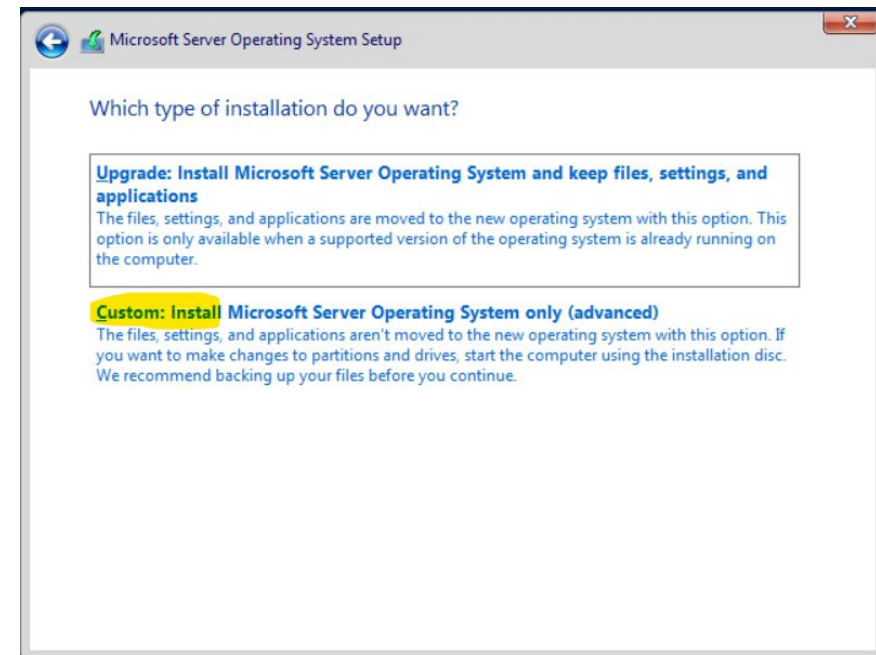 Microsoft Server Operating System Setup
Which type of installation do you want?
Upgrade: Install Microsoft Server Operating System and keep files, settings, and
applications
The files, settings, and applications are moved to the new operating system with this option. This
option is only available when a supported version of the operating system is already running on
the computer.
Custom: Install Microsoft Server Operating System only (advanced)
The files, settings, and applications aren't moved to the new operating system with this option. If
you want to make changes to partitions and drives, start the computer using the installation disc.
We recommend backing up your files before you continue.